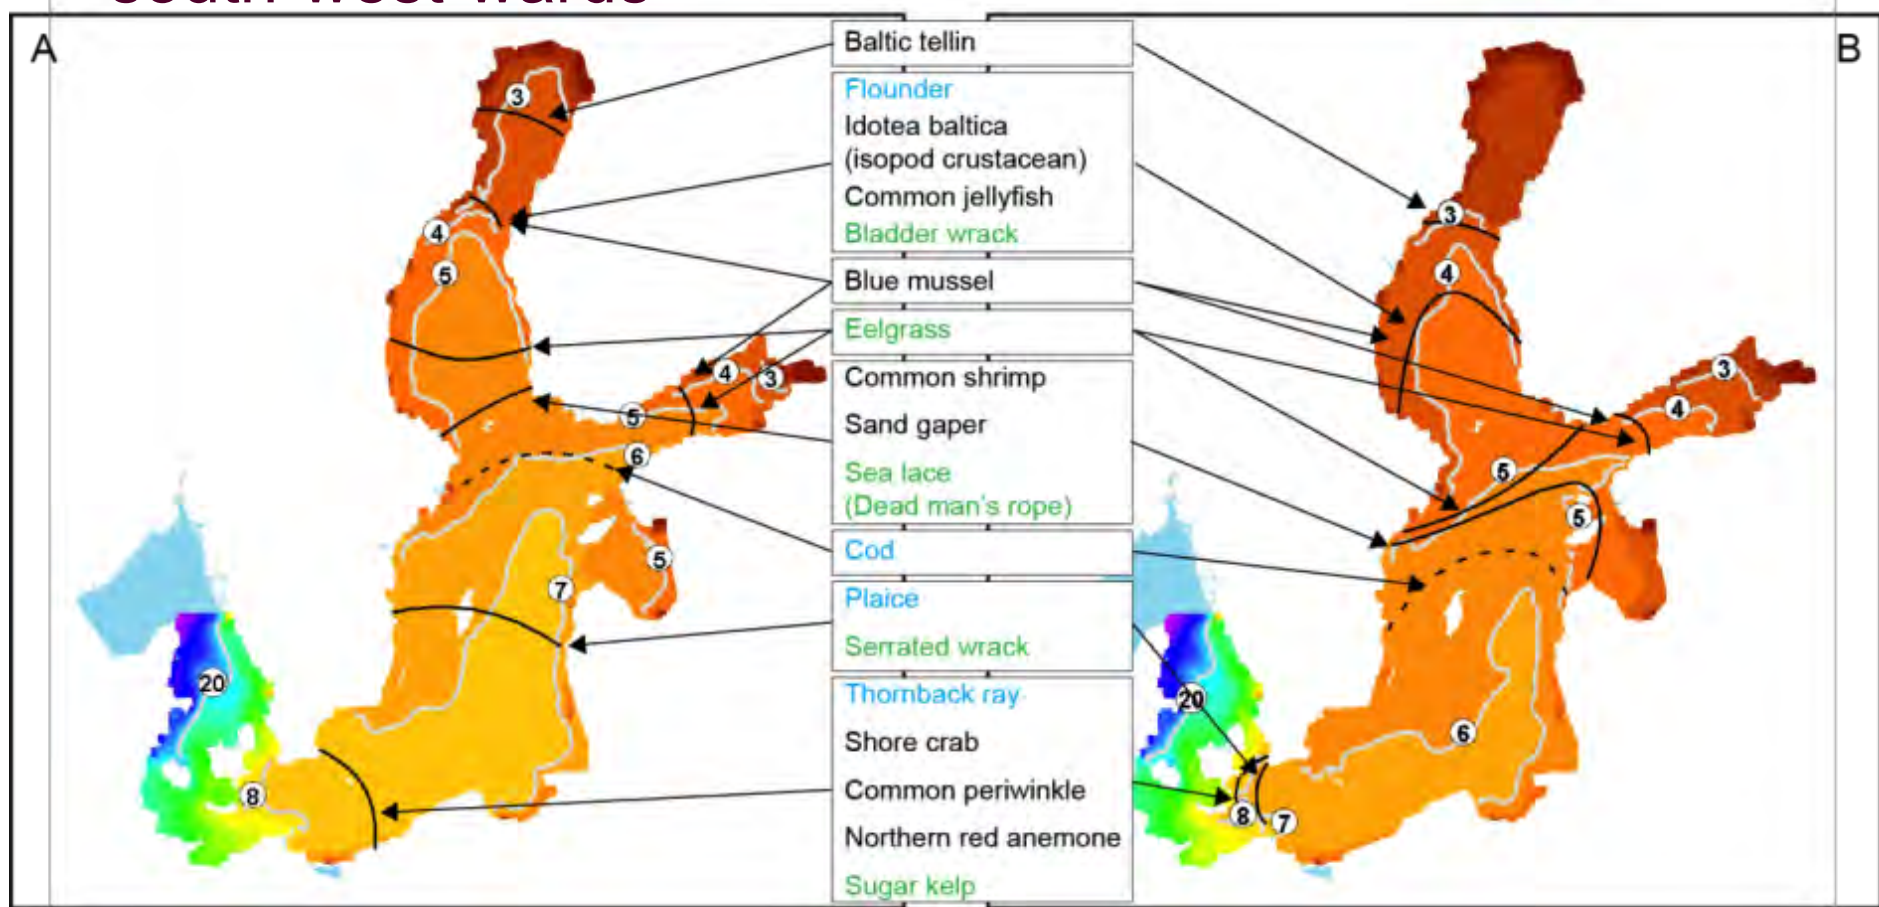 south-west wards
A
B
Baltic tellin
Flounder
Idotea baltica
(isopod crustacean)
Common jellyfish
Bladder wrack
Blue mussel
Eelgrass
Common shrimp
Sand gaper
Sea lace
(Dead man's rope)
Cod
Plaice
Serrated wrack
Thornback ray
Shore crab
Common periwinkle
Northern red anemone
Sugar kelp
3
4
5
4
3
5
6
5
7
20
8
3
4
3
4
5
5
20
6
8
7